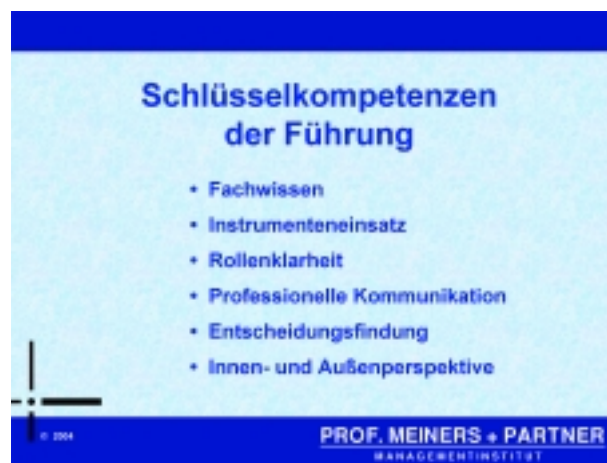 Schlüsselkompetenzen
der Führung
• Fachwissen
• Instrumenteneinsatz
• Rollenklarheit
• Professionelle Kommunikation
• Entscheidungsfindung
• Innen- und Außenperspektive
© 2004
PROF. MEINERS + PARTNER
MANAGEMENTINSTITUT